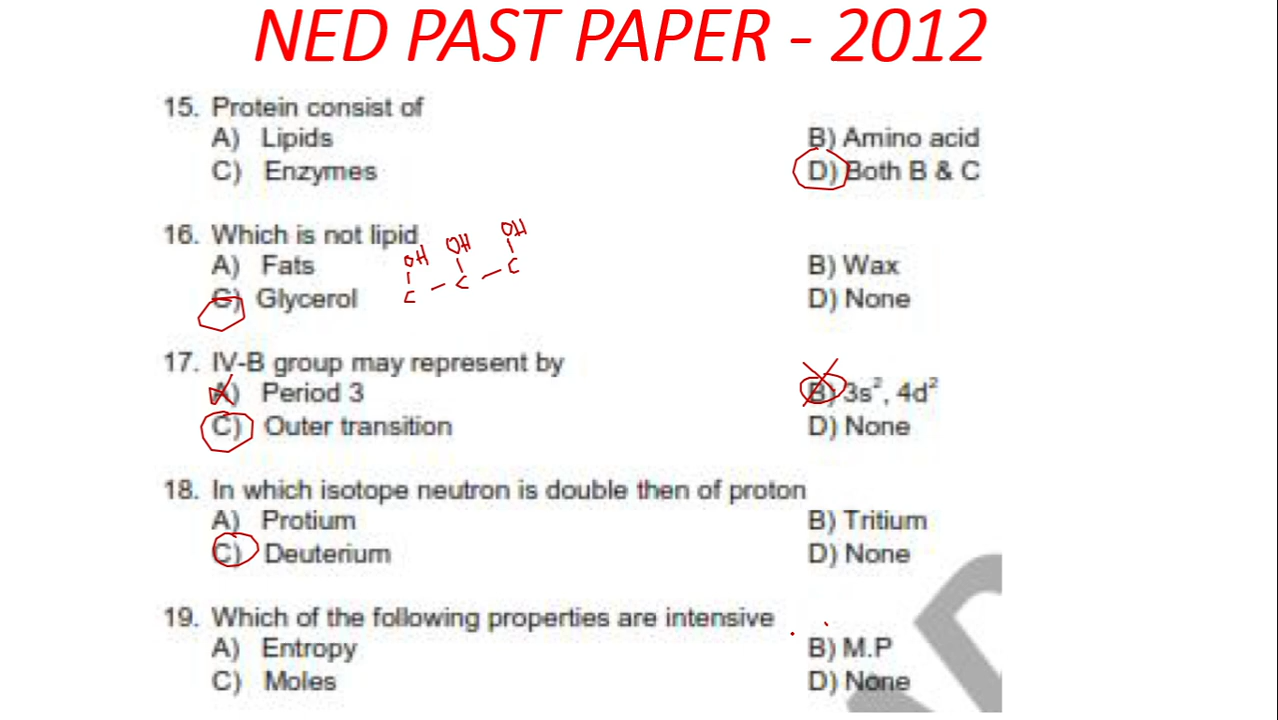 NED PAST PAPER - 2012
15. Protein consist of
A) Lipids B) Amino acid
C) Enzymes D) Both B & C
16. Which is not lipid
OH OH OH
A) Fats B) Wax
C - C - C
C) Glycerol D) None
17. IV-B group may represent by
A) Period 3 B) 3s², 4d²
C) Outer transition D) None
18. In which isotope neutron is double then of proton
A) Protium B) Tritium
C) Deuterium D) None
19. Which of the following properties are intensive
A) Entropy B) M.P
C) Moles D) None